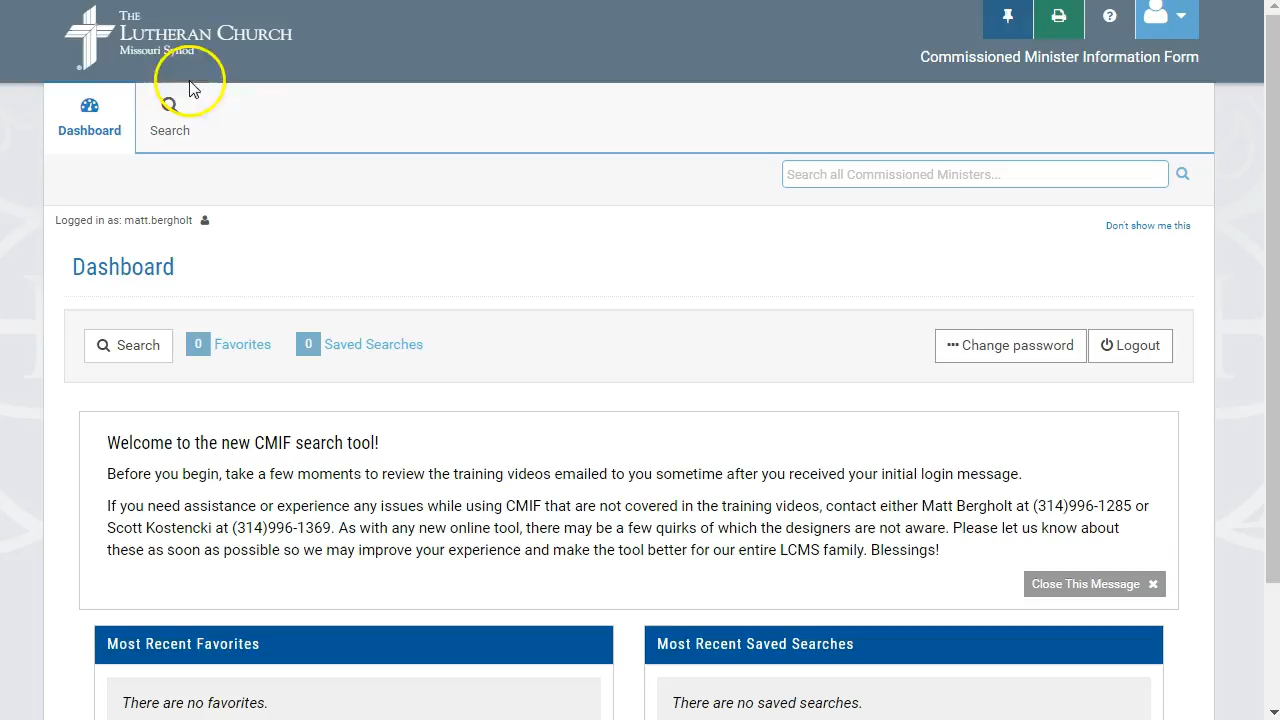 THE
LUTHERAN CHURCH
Missouri Synod
Commissioned Minister Information Form
Dashboard
Search
Search all Commissioned Ministers...
Logged in as: matt.bergholt
Don't show me this
Dashboard
Search
0 Favorites
0 Saved Searches
Change password
Logout
Welcome to the new CMIF search tool!
Before you begin, take a few moments to review the training videos emailed to you sometime after you received your initial login message.
If you need assistance or experience any issues while using CMIF that are not covered in the training videos, contact either Matt Bergholt at (314)996-1285 or
Scott Kostencki at (314)996-1369. As with any new online tool, there may be a few quirks of which the designers are not aware. Please let us know about
these as soon as possible so we may improve your experience and make the tool better for our entire LCMS family. Blessings!
Close This Message
Most Recent Favorites
There are no favorites.
Most Recent Saved Searches
There are no saved searches.